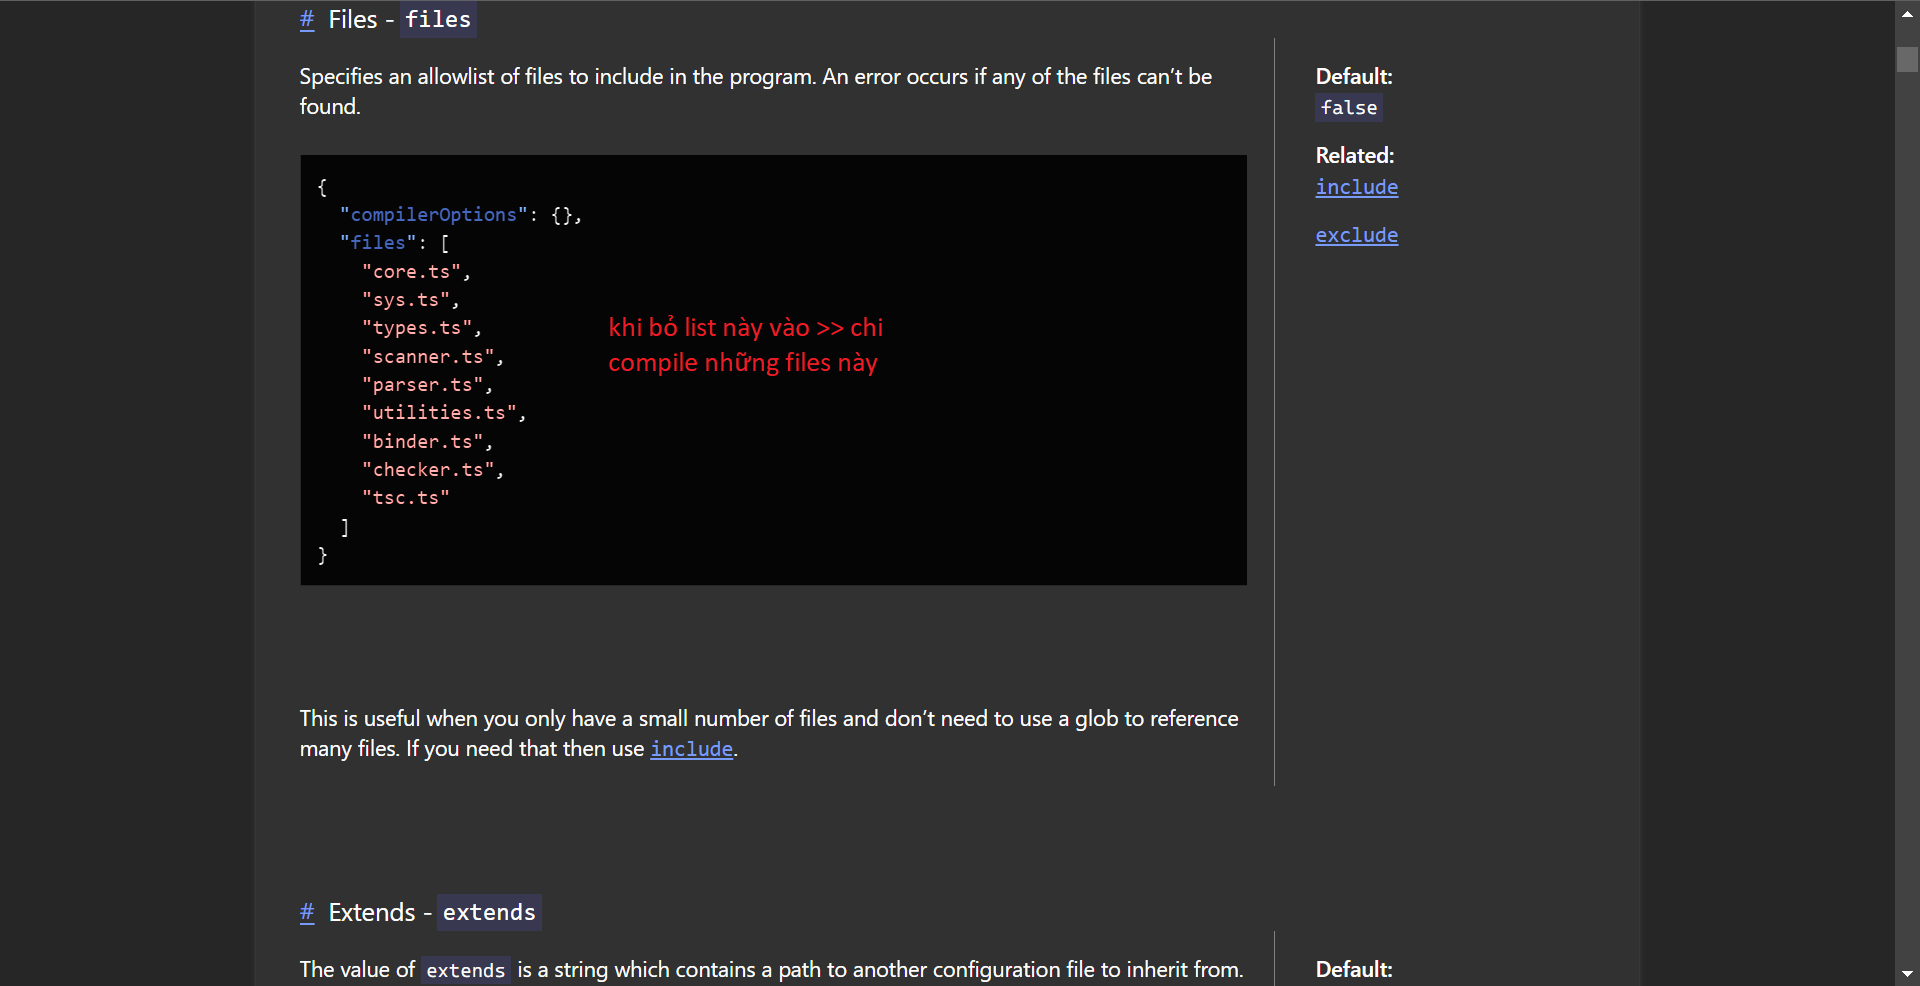 # Files - files
Specifies an allowlist of files to include in the program. An error occurs if any of the files can’t be
found.
{
"compilerOptions": {},
"files": [
"core.ts",
"sys.ts",
"types.ts",
"scanner.ts",
"parser.ts",
"utilities.ts",
"binder.ts",
"checker.ts",
"tsc.ts"
]
}
khi bỏ list này vào >> chi
compile những files này
This is useful when you only have a small number of files and don’t need to use a glob to reference
many files. If you need that then use include.
Default:
false
Related:
include
exclude
# Extends - extends
The value of extends is a string which contains a path to another configuration file to inherit from.
Default: